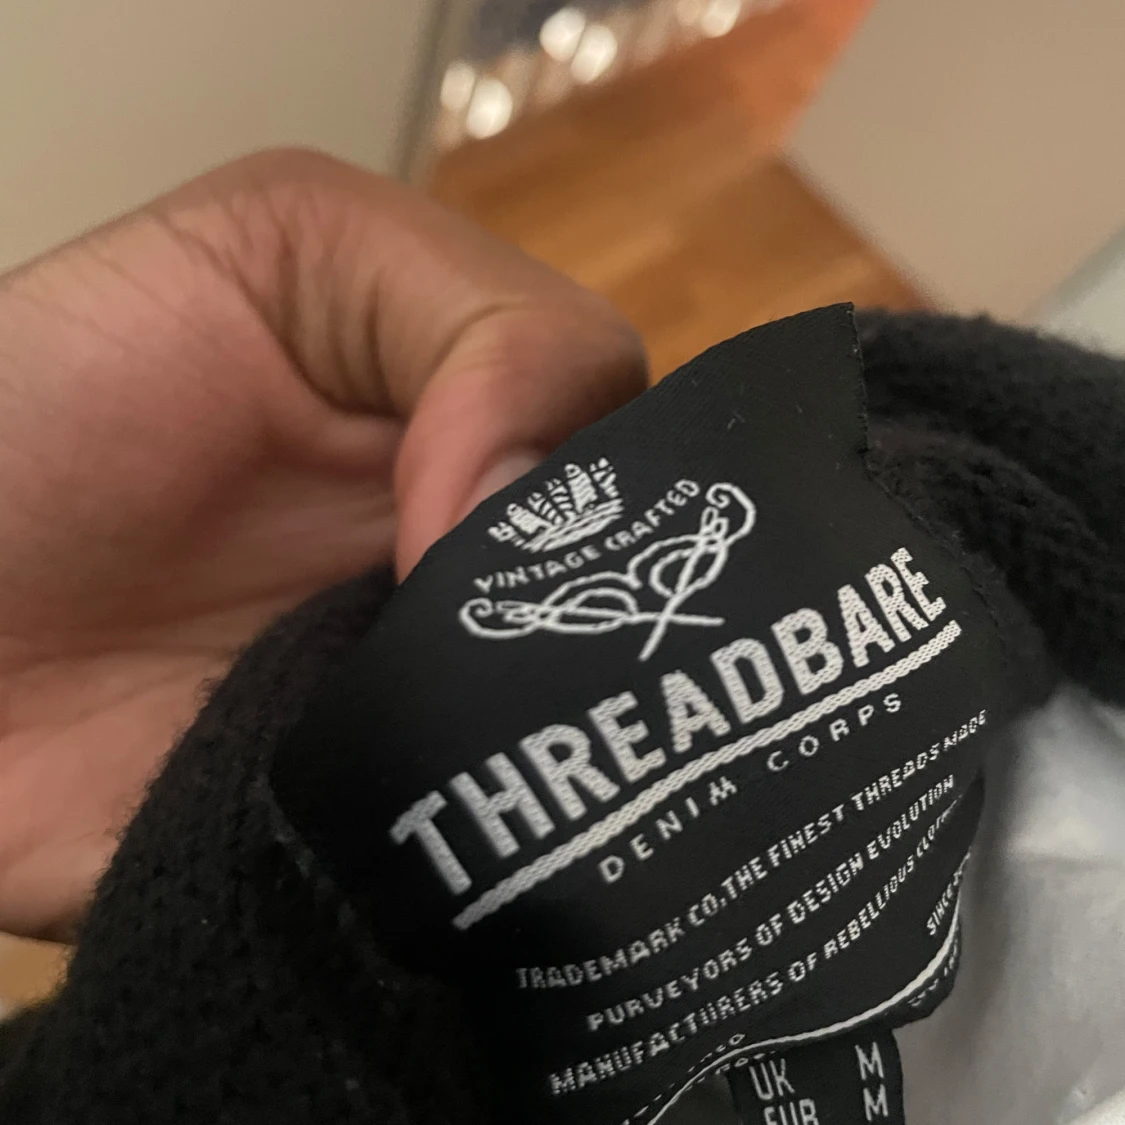 VINTAGE CRAFTED
THREADBARE
DENIM CORPS
TRADEMARK CO. THE FINEST THREADS MADE
PURVEYORS OF DESIGN EVOLUTION
MANUFACTURERS OF REBELLIOUS
SINCE
UK M
EUR M